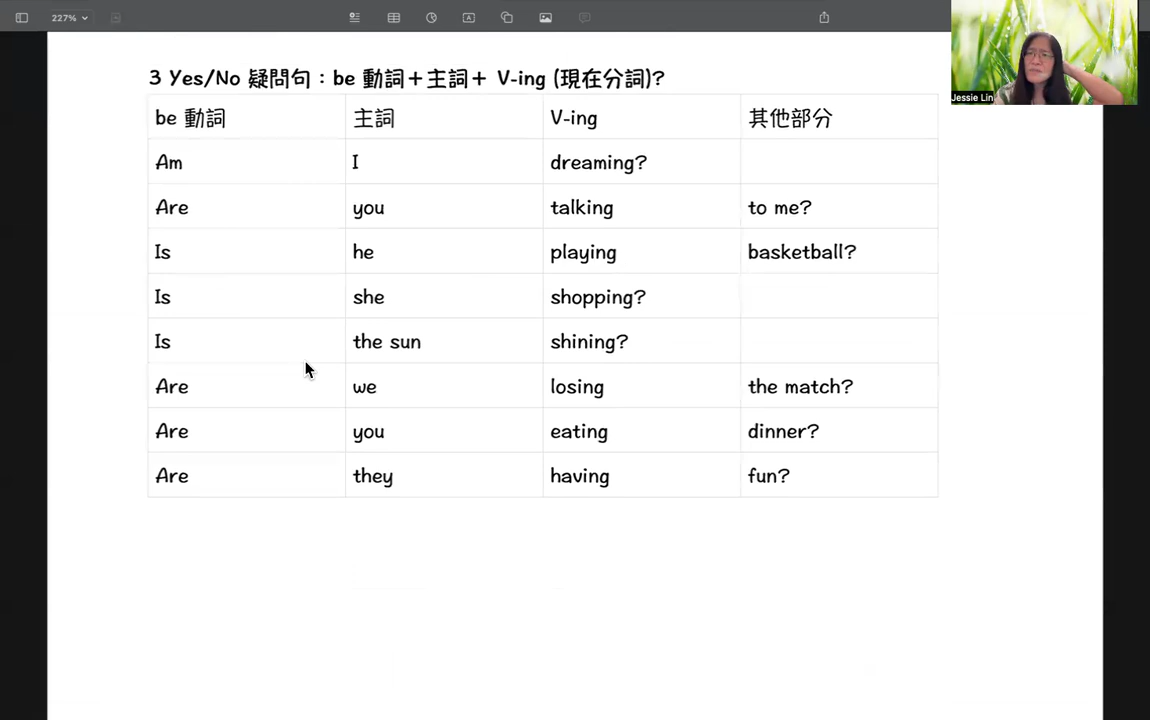 227%
Jessie Lin
3 Yes/No 疑問句：be 動詞＋主詞＋ V-ing (現在分詞)?
be 動詞 主詞 V-ing 其他部分
Am I dreaming?
Are you talking to me?
Is he playing basketball?
Is she shopping?
Is the sun shining?
Are we losing the match?
Are you eating dinner?
Are they having fun?